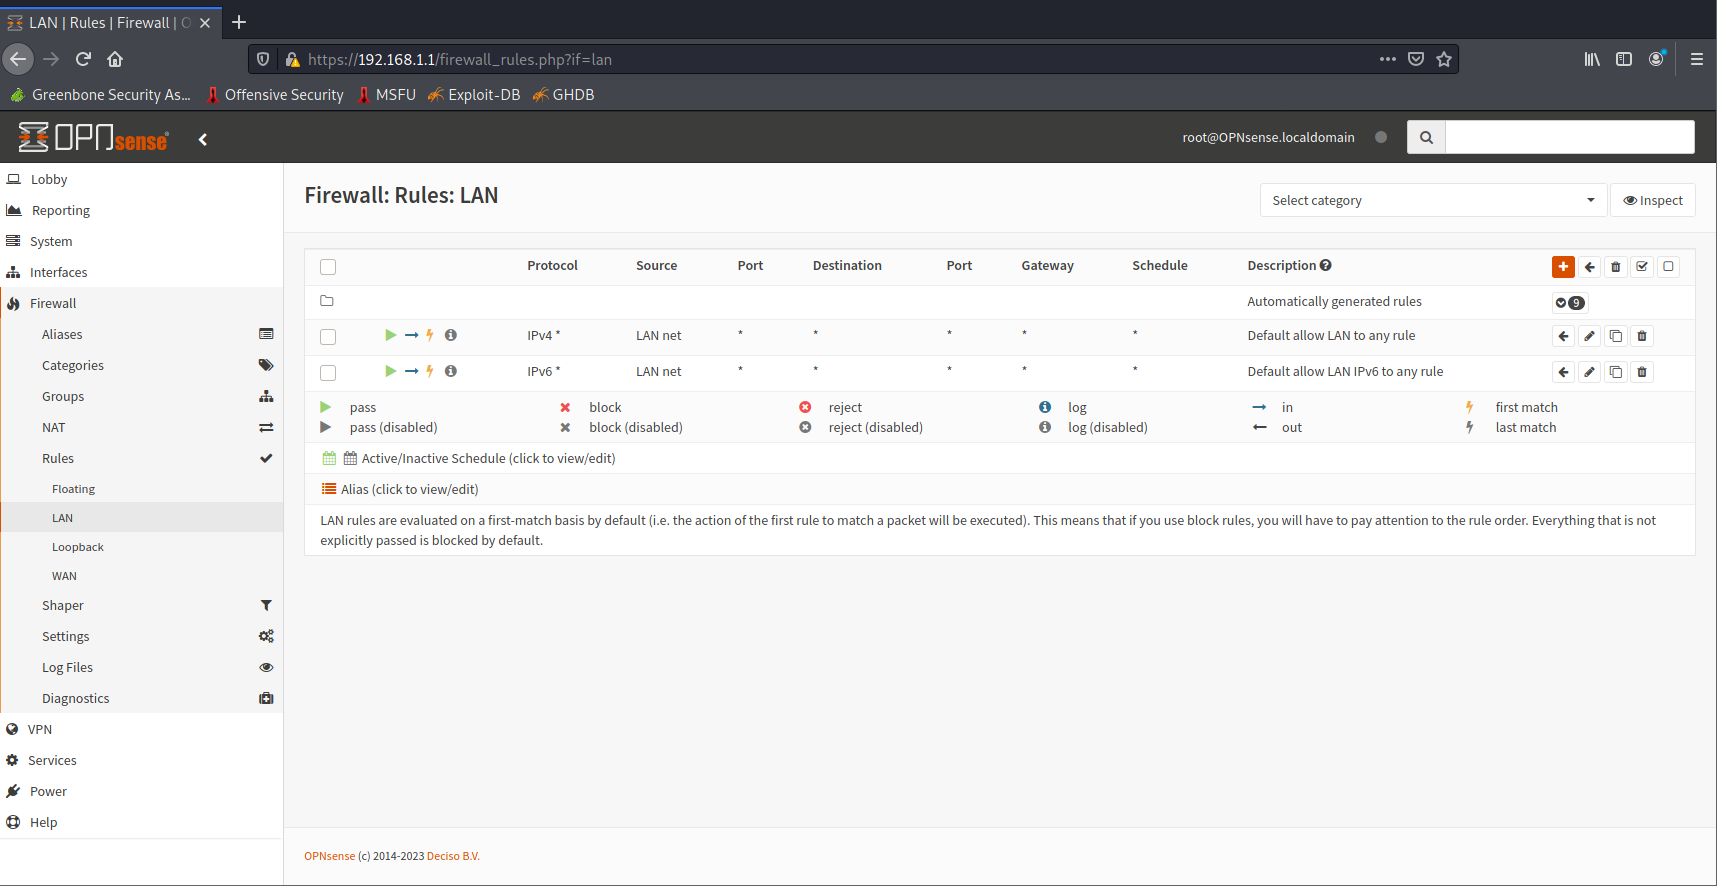 LAN | Rules | Firewall | O
https://192.168.1.1/firewall_rules.php?if=lan
Greenbone Security As... Offensive Security MSFU Exploit-DB GHDB
OPNsense root@OPNsense.localdomain
Lobby
Reporting
System
Interfaces
Firewall
Aliases
Categories
Groups
NAT
Rules
Floating
LAN
Loopback
WAN
Shaper
Settings
Log Files
Diagnostics
VPN
Services
Power
Help
Firewall: Rules: LAN
Select category Inspect
Protocol Source Port Destination Port Gateway Schedule Description
Automatically generated rules 9
IPv4 * LAN net * * * * * Default allow LAN to any rule
IPv6 * LAN net * * * * * Default allow LAN IPv6 to any rule
pass block reject log in first match
pass (disabled) block (disabled) reject (disabled) log (disabled) out last match
Active/Inactive Schedule (click to view/edit)
Alias (click to view/edit)
LAN rules are evaluated on a first-match basis by default (i.e. the action of the first rule to match a packet will be executed). This means that if you use block rules, you will have to pay attention to the rule order. Everything that is not
explicitly passed is blocked by default.
OPNsense (c) 2014-2023 Deciso B.V.